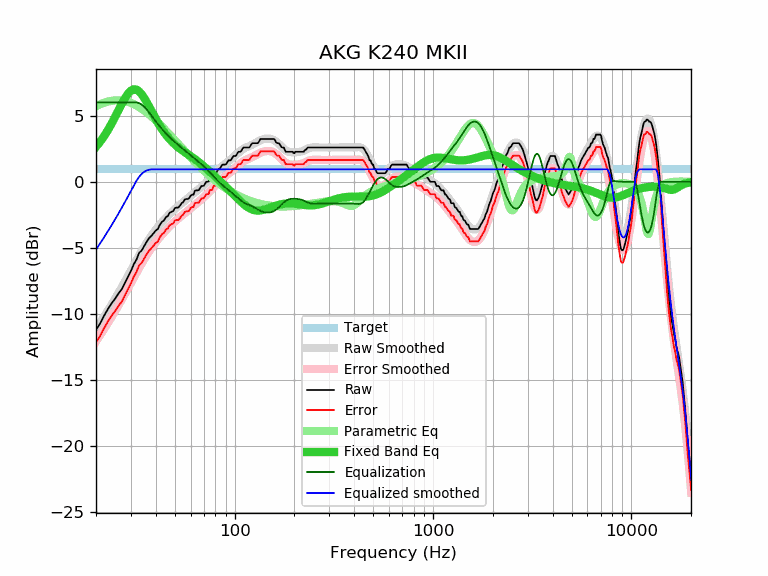 AKG K240 MKII
Amplitude (dBr)
5
0
−5
−10
−15
−20
−25
Target
Raw Smoothed
Error Smoothed
Raw
Error
Parametric Eq
Fixed Band Eq
Equalization
Equalized smoothed
100
1000
10000
Frequency (Hz)